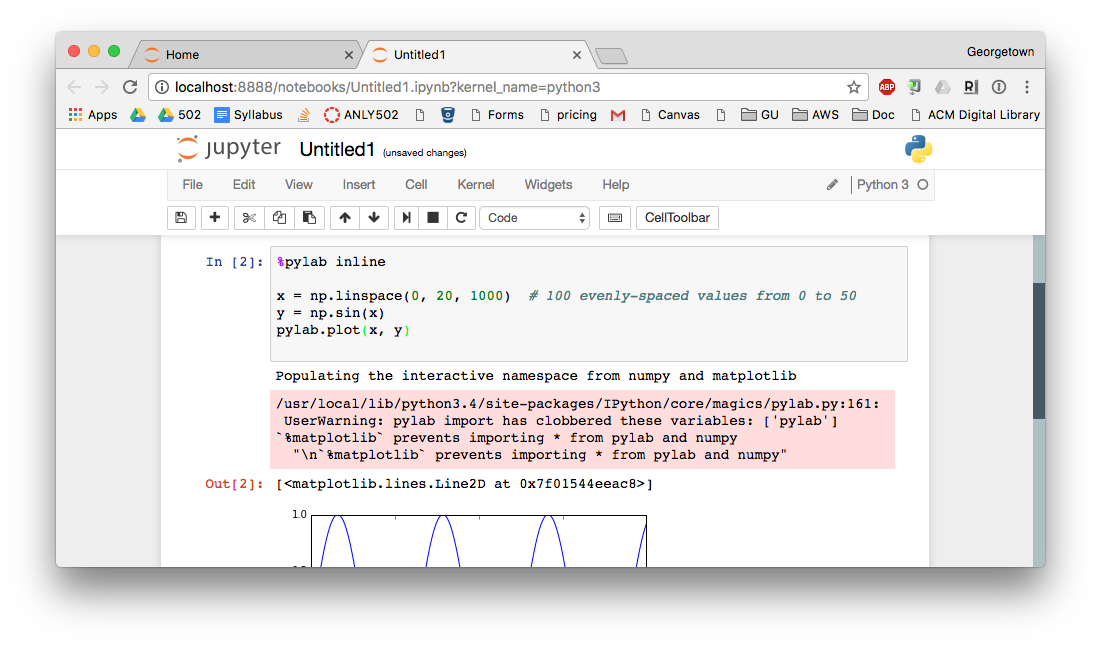 Home
Untitled1
Georgetown
localhost:8888/notebooks/Untitled1.ipynb?kernel_name=python3
ABP
Apps 502 Syllabus ANLY502 Forms pricing Canvas GU AWS Doc ACM Digital Library
jupyter Untitled1 (unsaved changes)
File Edit View Insert Cell Kernel Widgets Help Python 3
Code CellToolbar
In [2]: %pylab inline
x = np.linspace(0, 20, 1000)  # 100 evenly-spaced values from 0 to 50
y = np.sin(x)
pylab.plot(x, y)
Populating the interactive namespace from numpy and matplotlib
/usr/local/lib/python3.4/site-packages/IPython/core/magics/pylab.py:161:
UserWarning: pylab import has clobbered these variables: ['pylab']
`%matplotlib` prevents importing * from pylab and numpy
"\n`%matplotlib` prevents importing * from pylab and numpy"
Out[2]: [<matplotlib.lines.Line2D at 0x7f01544eeac8>]
1.0